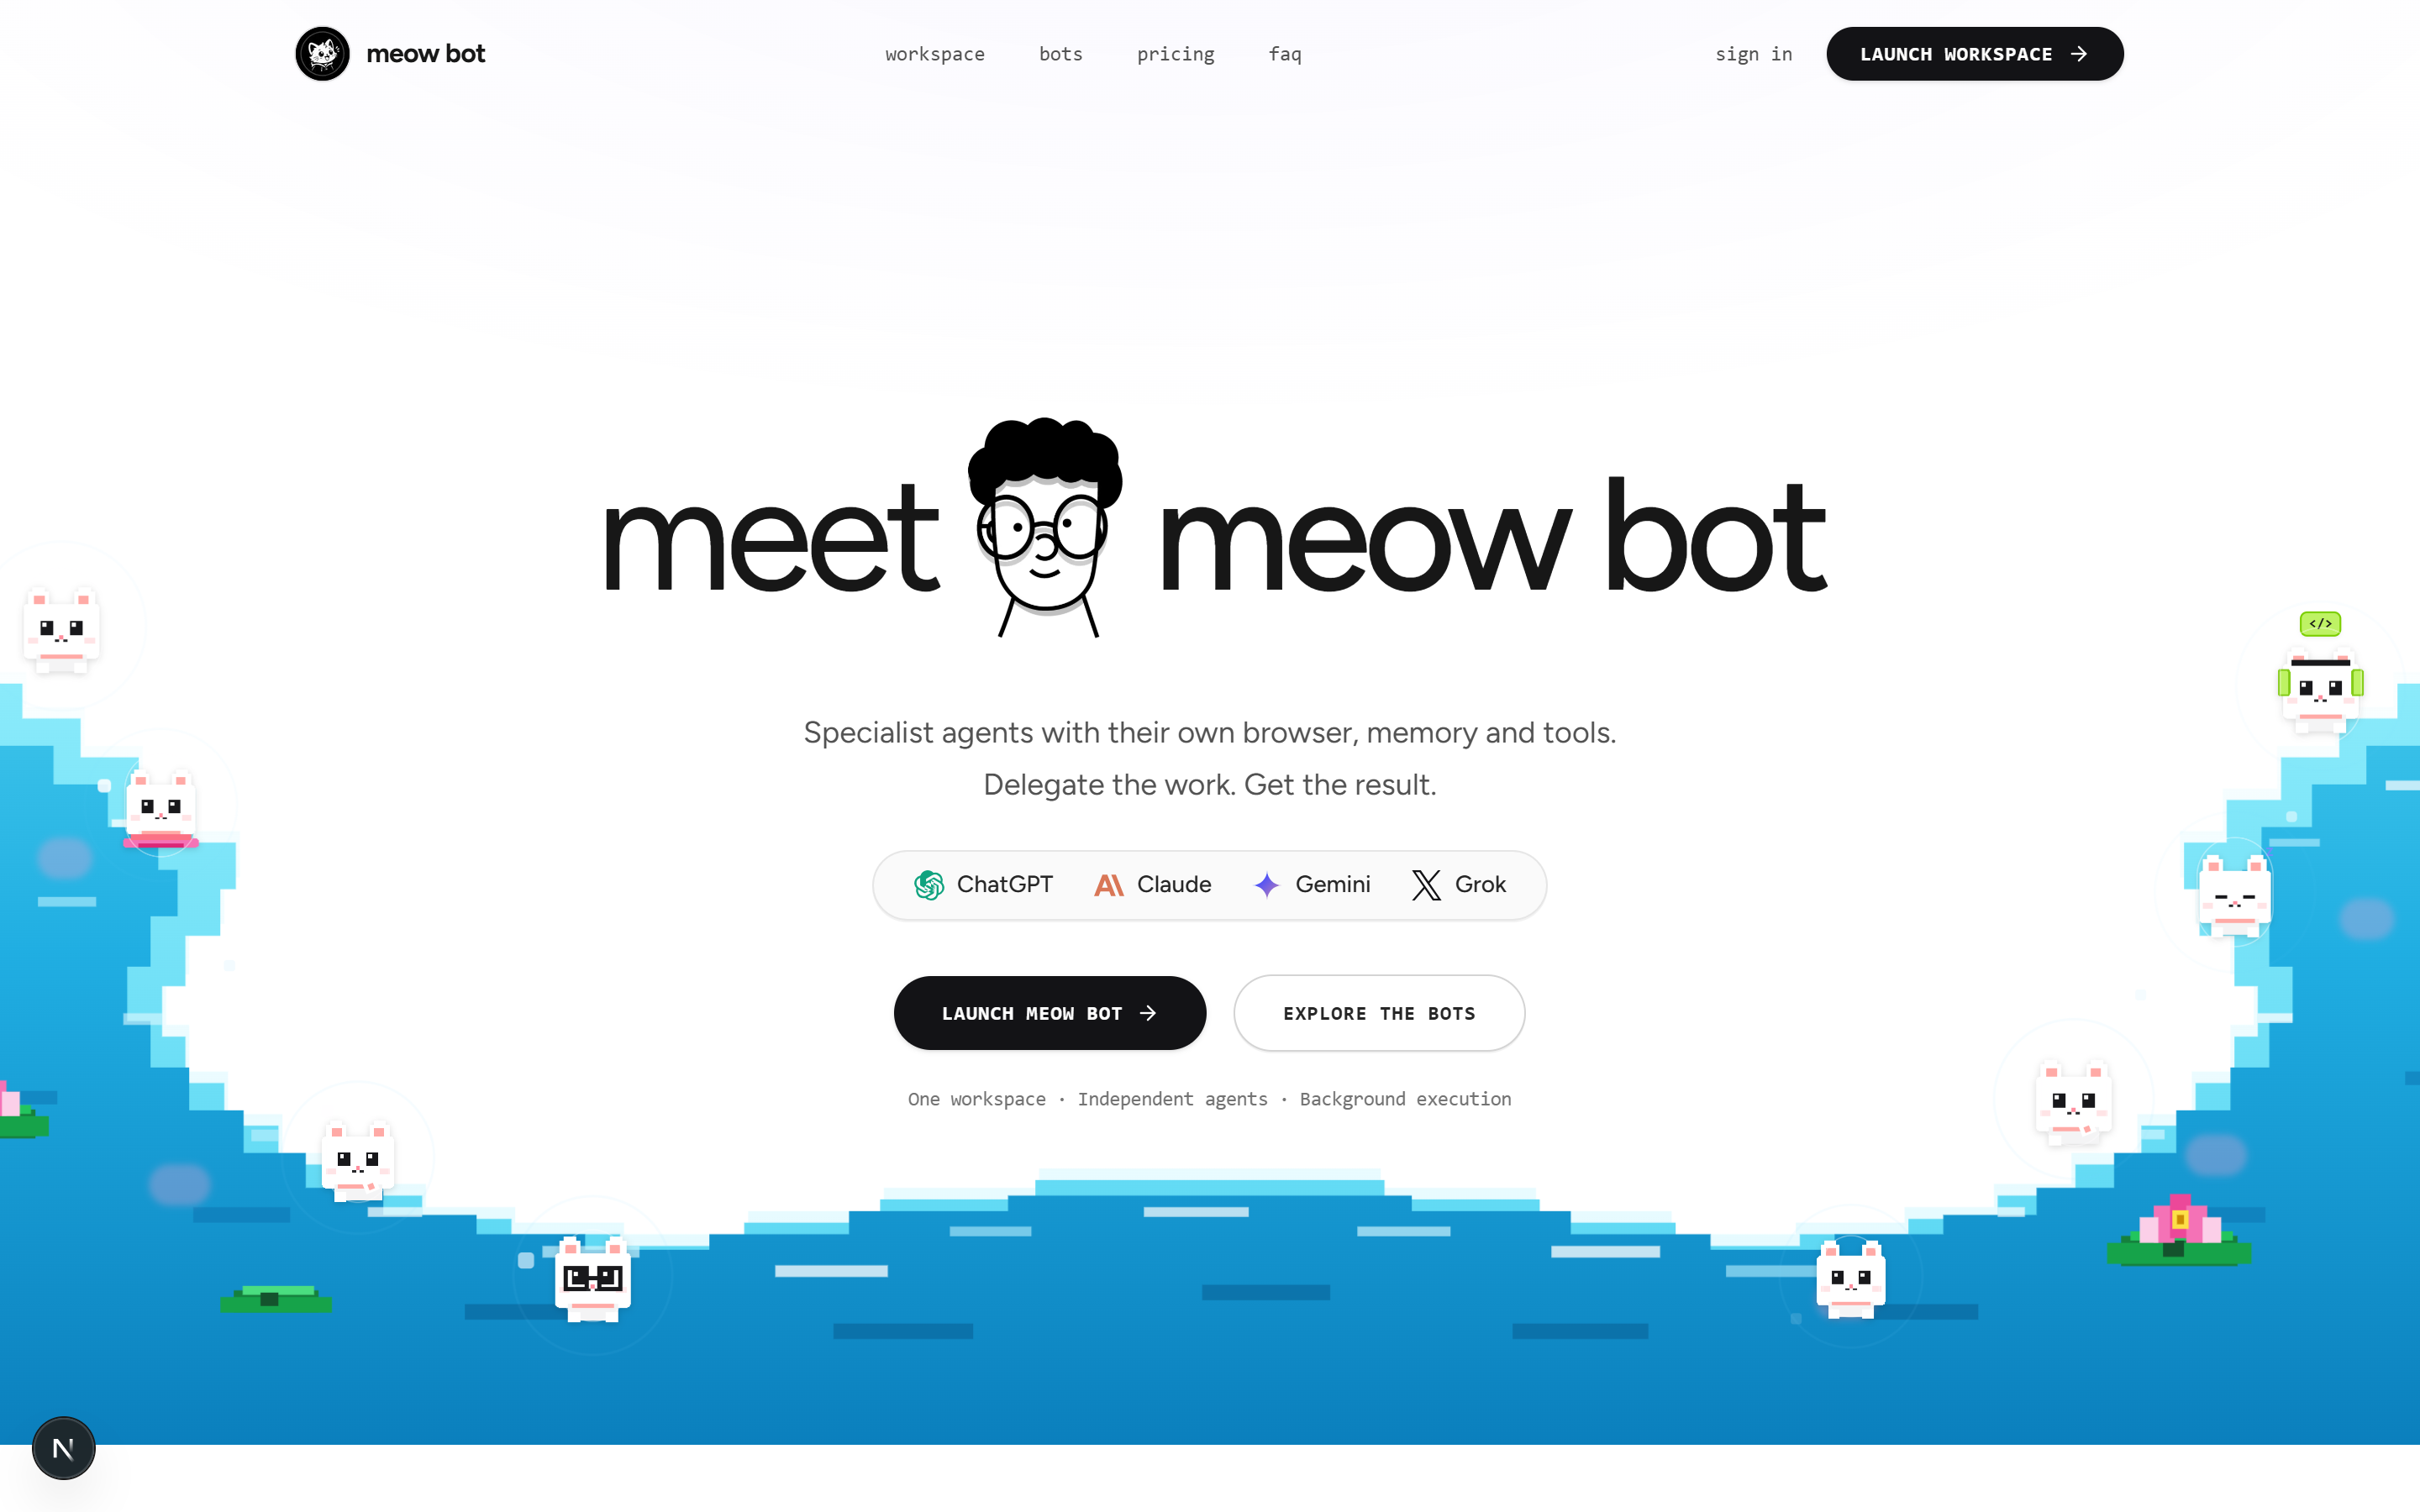 meow bot
workspace bots pricing faq
sign in LAUNCH WORKSPACE →
meet meow bot
</>
Specialist agents with their own browser, memory and tools.
Delegate the work. Get the result.
ChatGPT Claude Gemini Grok
LAUNCH MEOW BOT → EXPLORE THE BOTS
One workspace · Independent agents · Background execution
N